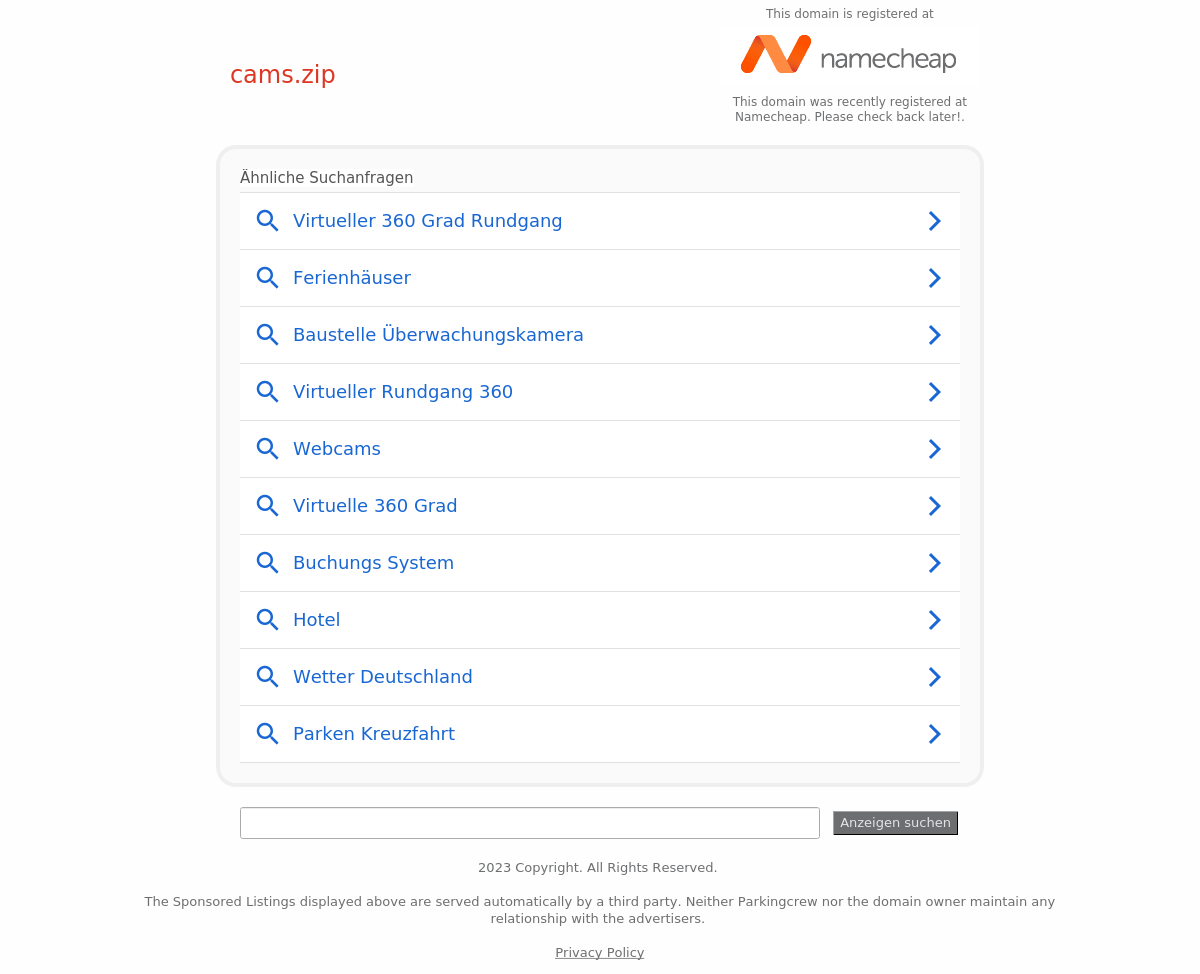 This domain is registered at
namecheap
cams.zip
This domain was recently registered at
Namecheap. Please check back later!.
Ähnliche Suchanfragen
Virtueller 360 Grad Rundgang
Ferienhäuser
Baustelle Überwachungskamera
Virtueller Rundgang 360
Webcams
Virtuelle 360 Grad
Buchungs System
Hotel
Wetter Deutschland
Parken Kreuzfahrt
Anzeigen suchen
2023 Copyright. All Rights Reserved.
The Sponsored Listings displayed above are served automatically by a third party. Neither Parkingcrew nor the domain owner maintain any
relationship with the advertisers.
Privacy Policy